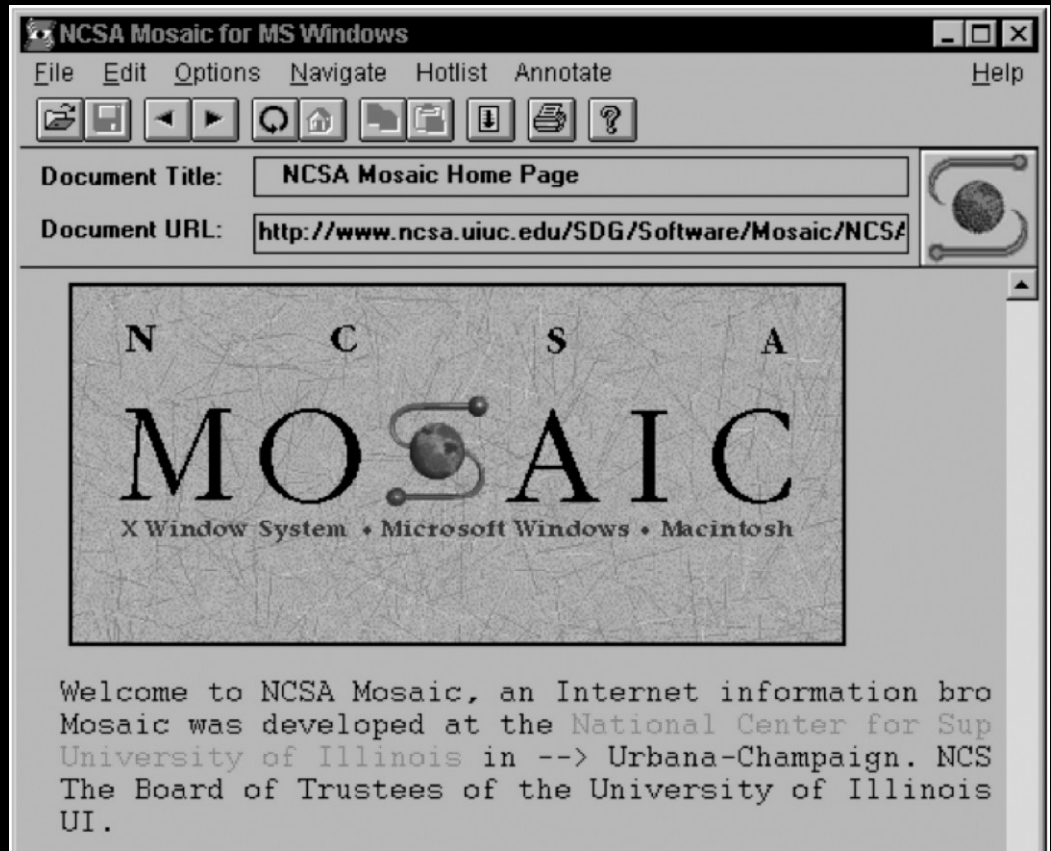 NCSA Mosaic for MS Windows
File Edit Options Navigate Hotlist Annotate Help
Document Title: NCSA Mosaic Home Page
Document URL: http://www.ncsa.uiuc.edu/SDG/Software/Mosaic/NCSA
N C S A
MOSAIC
X Window System • Microsoft Windows • Macintosh
Welcome to NCSA Mosaic, an Internet information bro
Mosaic was developed at the National Center for Sup
University of Illinois in --> Urbana-Champaign. NCS
The Board of Trustees of the University of Illinois
UI.